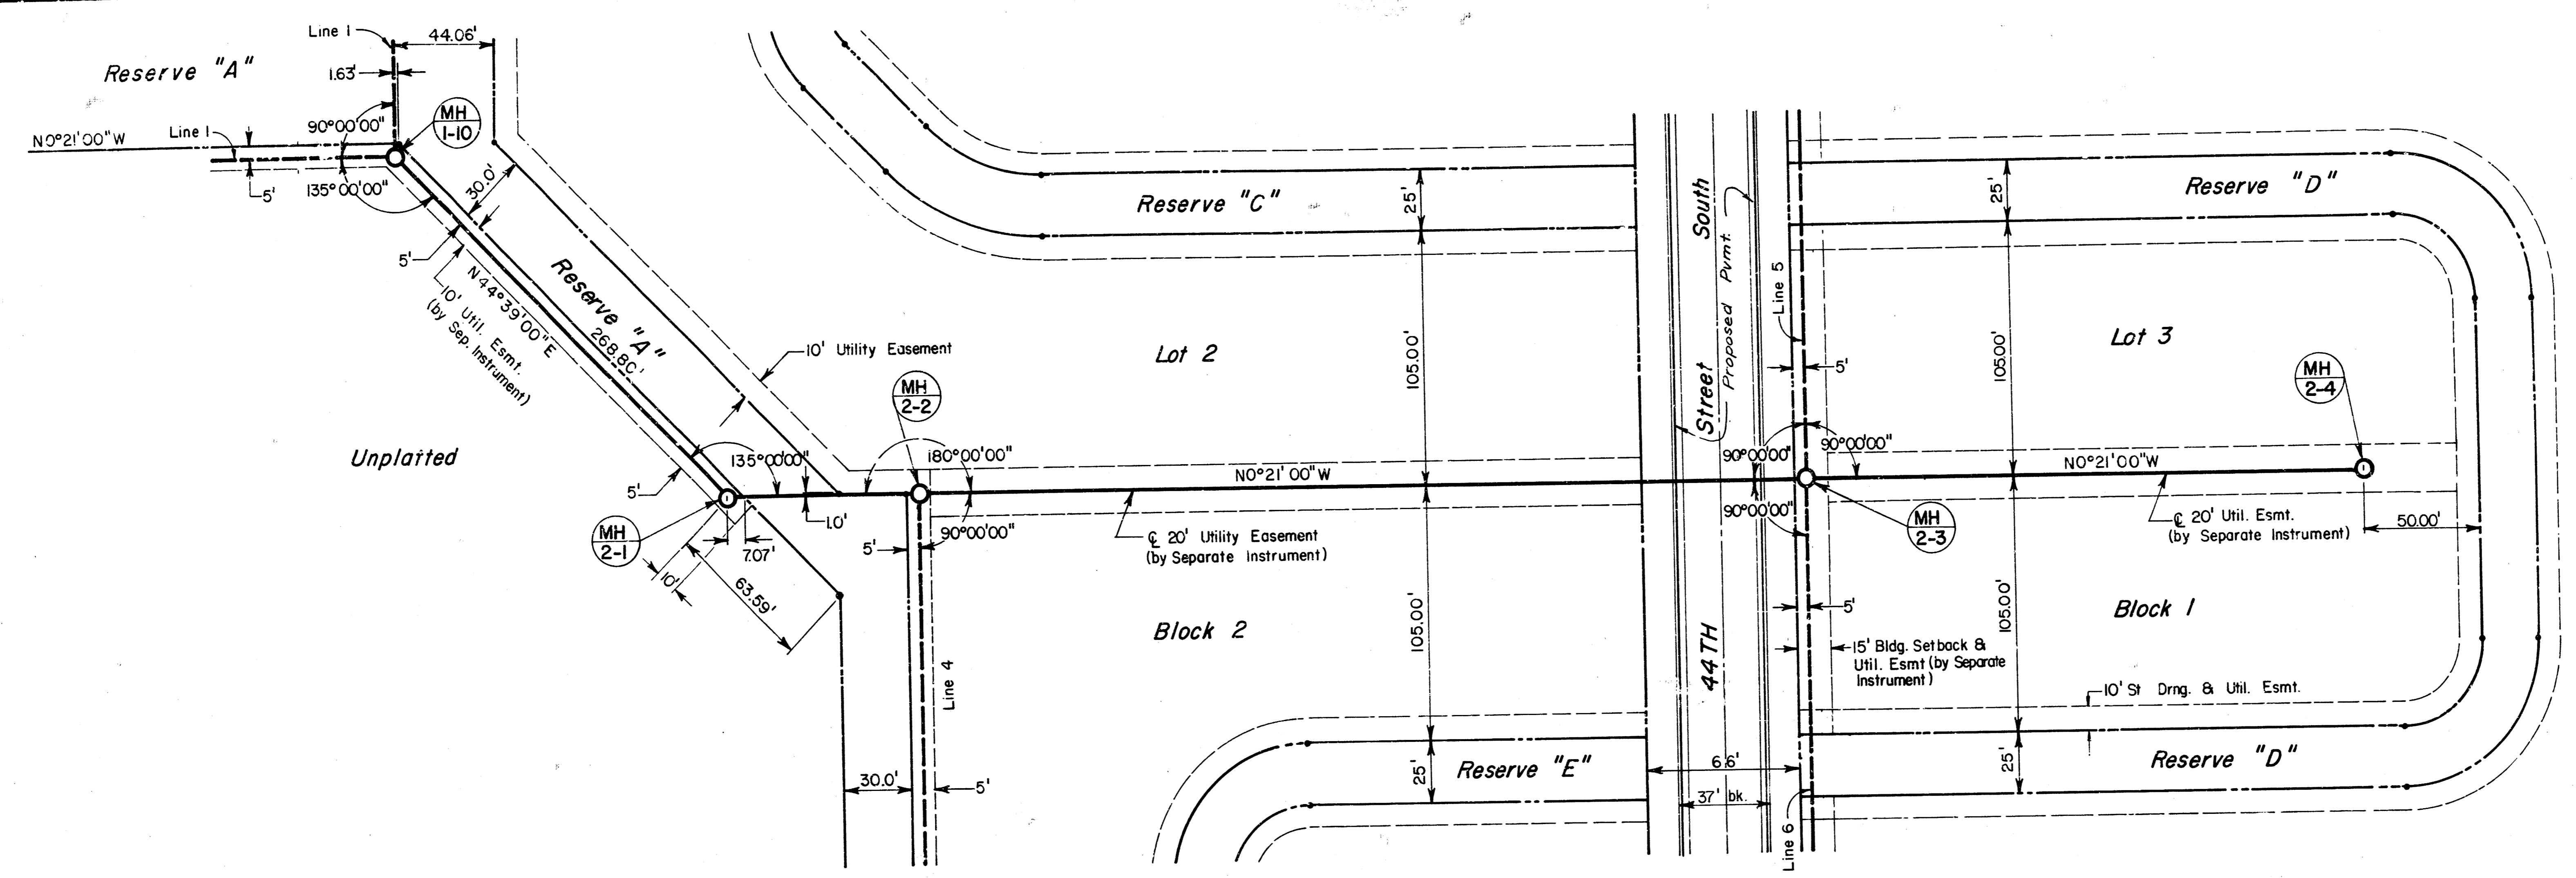 Line 1
44.06'
Reserve "A"
1.63'
MH
1-10
90°00'00"
Line 1
N0°21'00"W
5'
135°00'00"
30.0'
5'
10' Util. Esmt.
(by Sep. Instrument)
N44°39'00"E
Reserve "A"
268.80'
10' Utility Easement
Unplatted
MH
2-2
135°00'00"
180°00'00"
5'
MH
2-1
7.07'
1.0'
10'
63.59'
5'
90°00'00"
N0°21'00"W
℄ 20' Utility Easement
(by Separate Instrument)
Reserve "C"
25'
Lot 2
105.00'
105.00'
Block 2
Line 4
30.0'
5'
Reserve "E"
25'
44TH Street South
Proposed Pvmt.
66'
37' bk.
Line 5
5'
90°00'00"
90°00'00"
90°00'00"
MH
2-3
5'
15' Bldg. Setback &
Util. Esmt (by Separate
Instrument)
Line 6
Reserve "D"
25'
105.00'
Lot 3
MH
2-4
N0°21'00"W
℄ 20' Util. Esmt.
(by Separate Instrument)
50.00'
105.00'
Block 1
10' St Drng. & Util. Esmt.
25'
Reserve "D"